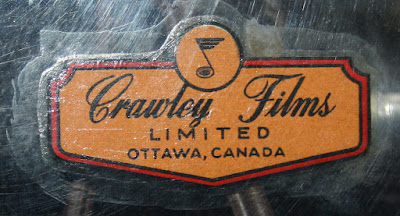 Crawley Films
LIMITED
OTTAWA, CANADA